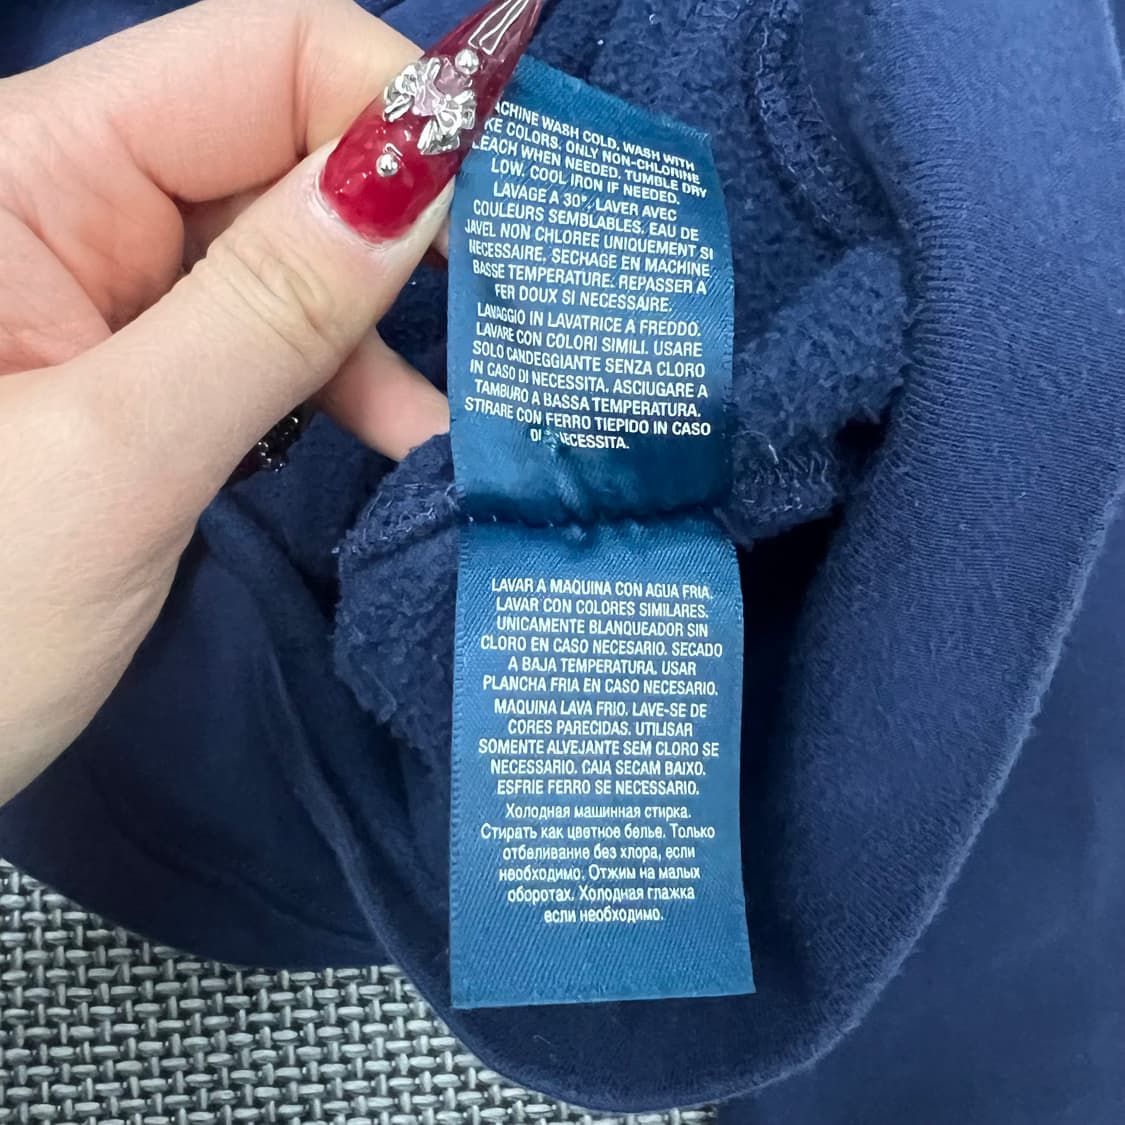 ACHINE WASH COLD. WASH WITH
KE COLORS. ONLY NON-CHLORINE
LEACH WHEN NEEDED. TUMBLE DRY
LOW. COOL IRON IF NEEDED.
LAVAGE A 30°. LAVER AVEC
COULEURS SEMBLABLES. EAU DE
JAVEL NON CHLOREE UNIQUEMENT SI
NECESSAIRE. SECHAGE EN MACHINE
BASSE TEMPERATURE. REPASSER A
FER DOUX SI NECESSAIRE.
LAVAGGIO IN LAVATRICE A FREDDO.
LAVARE CON COLORI SIMILI. USARE
SOLO CANDEGGIANTE SENZA CLORO
IN CASO DI NECESSITA. ASCIUGARE A
TAMBURO A BASSA TEMPERATURA.
STIRARE CON FERRO TIEPIDO IN CASO
DI NECESSITA.
LAVAR A MAQUINA CON AGUA FRIA.
LAVAR CON COLORES SIMILARES.
UNICAMENTE BLANQUEADOR SIN
CLORO EN CASO NECESARIO. SECADO
A BAJA TEMPERATURA. USAR
PLANCHA FRIA EN CASO NECESARIO.
MAQUINA LAVA FRIO. LAVE-SE DE
CORES PARECIDAS. UTILISAR
SOMENTE ALVEJANTE SEM CLORO SE
NECESSARIO. CAIA SECAM BAIXO.
ESFRIE FERRO SE NECESSARIO.
Холодная машинная стирка.
Стирать как цветное белье. Только
отбеливание без хлора, если
необходимо. Отжим на малых
оборотах. Холодная глажка
если необходимо.